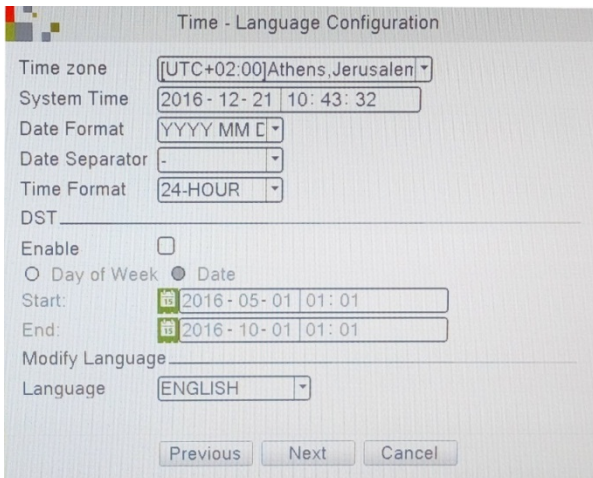 Time - Language Configuration
Time zone [UTC+02:00]Athens,Jerusalem
System Time 2016 - 12 - 21 10 : 43 : 32
Date Format YYYY MM D
Date Separator -
Time Format 24-HOUR
DST
Enable
Day of Week Date
Start: 15 2016 - 05 - 01 01 : 01
End: 15 2016 - 10 - 01 01 : 01
Modify Language
Language ENGLISH
Previous Next Cancel